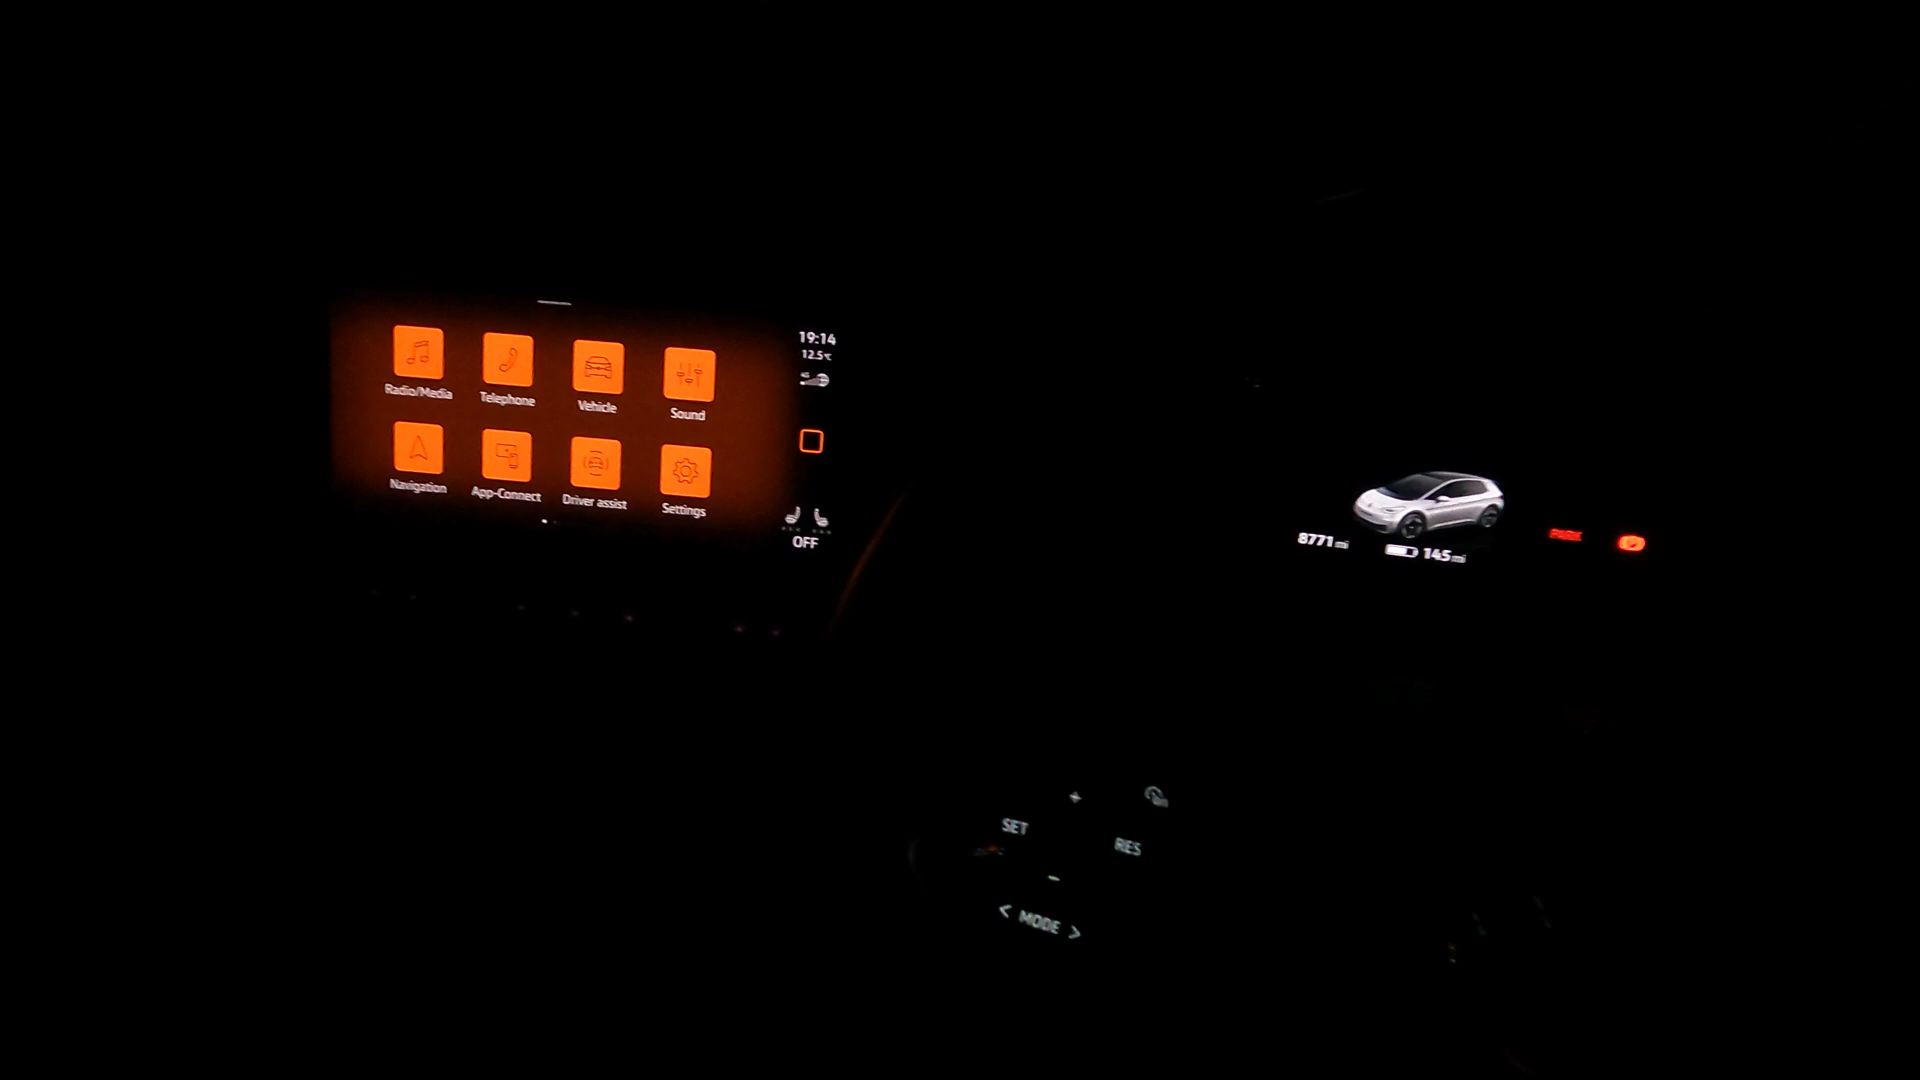 19:14
12.5°C
4G
Radio/Media
Telephone
Vehicle
Sound
Navigation
App-Connect
Driver assist
Settings
OFF
8771 mi
145 mi
PARK
+
SET
RES
-
< MODE >